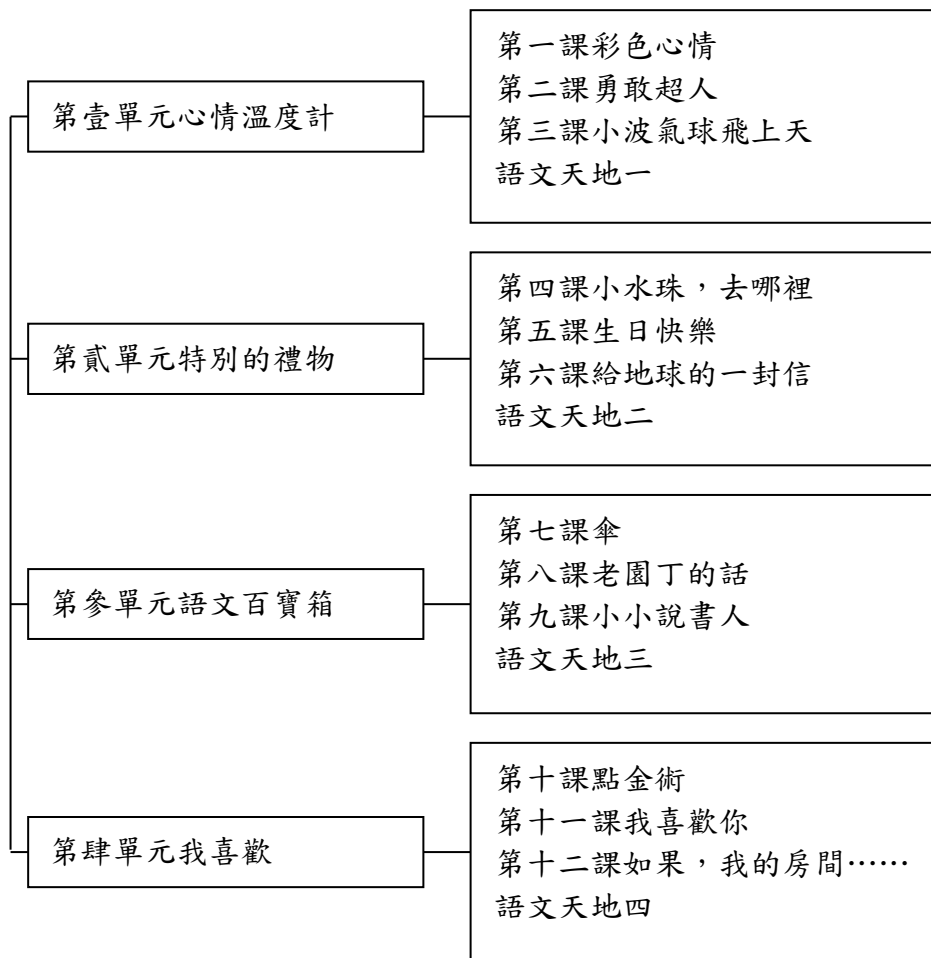 第壹單元心情溫度計
第一課彩色心情
第二課勇敢超人
第三課小波氣球飛上天
語文天地一
第貳單元特別的禮物
第四課小水珠，去哪裡
第五課生日快樂
第六課給地球的一封信
語文天地二
第參單元語文百寶箱
第七課傘
第八課老園丁的話
第九課小小說書人
語文天地三
第肆單元我喜歡
第十課點金術
第十一課我喜歡你
第十二課如果，我的房間……
語文天地四